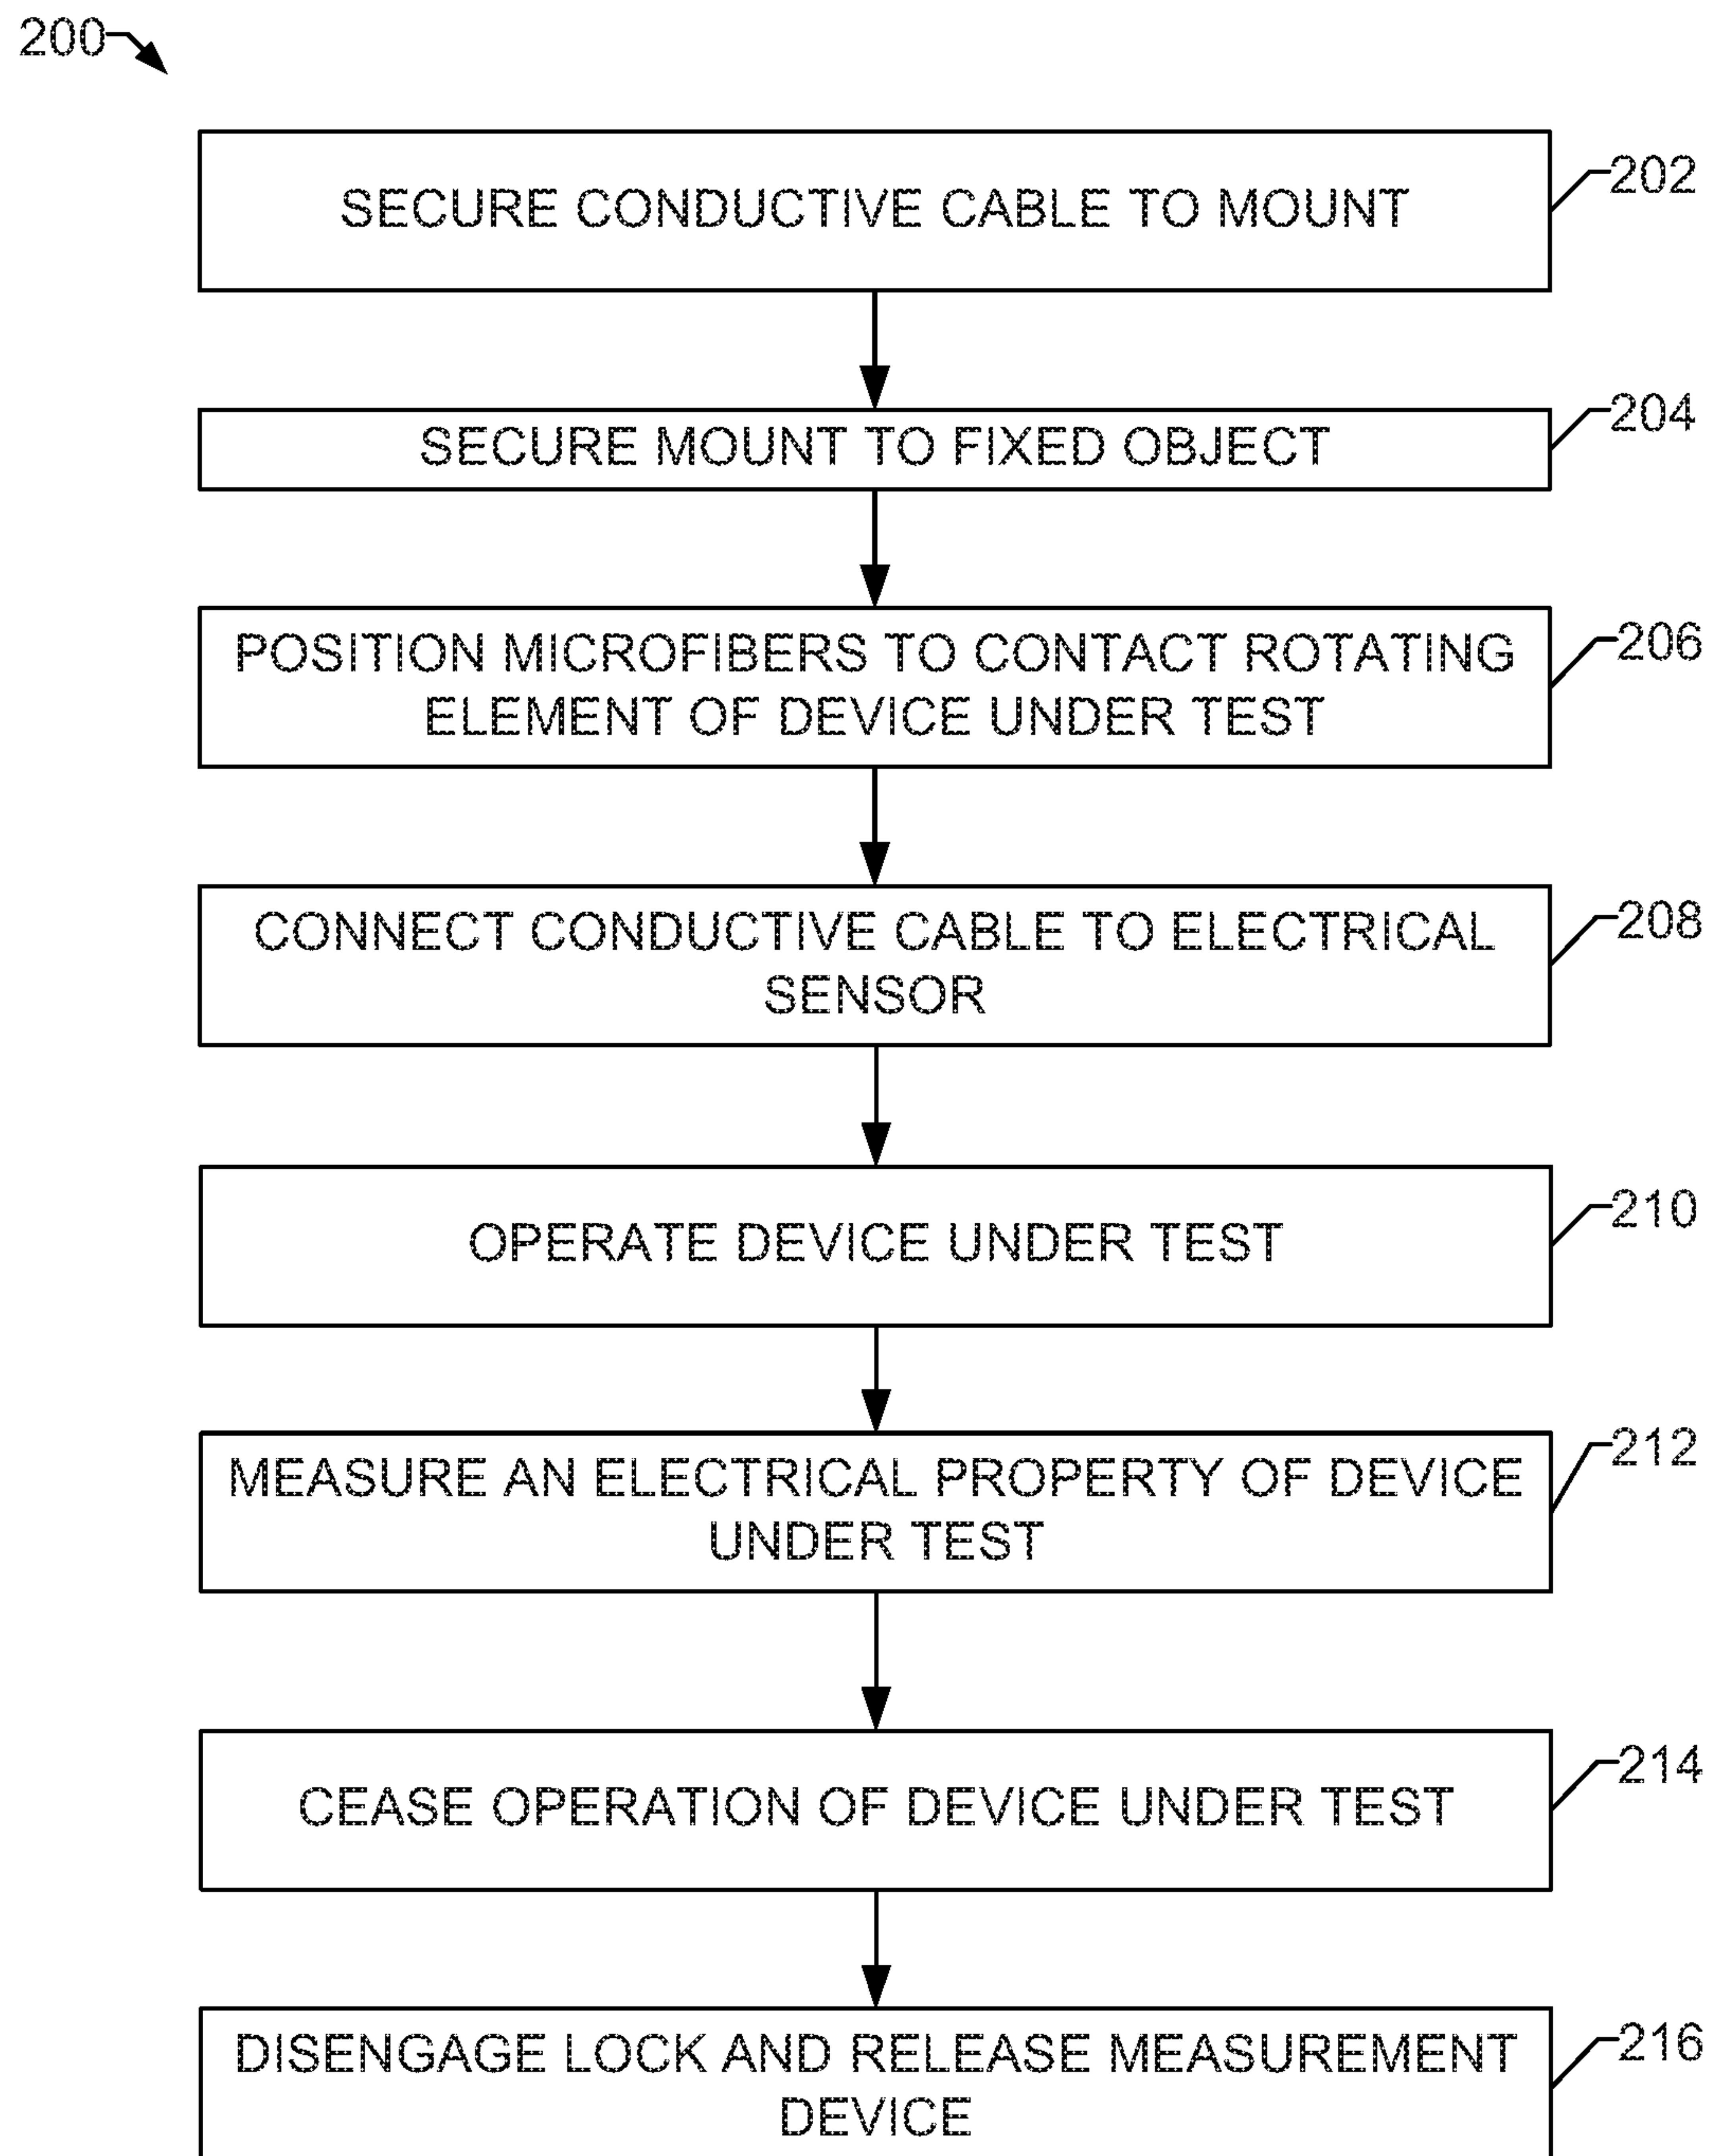 200
SECURE CONDUCTIVE CABLE TO MOUNT
202
SECURE MOUNT TO FIXED OBJECT
204
POSITION MICROFIBERS TO CONTACT ROTATING
ELEMENT OF DEVICE UNDER TEST
206
CONNECT CONDUCTIVE CABLE TO ELECTRICAL
SENSOR
208
OPERATE DEVICE UNDER TEST
210
MEASURE AN ELECTRICAL PROPERTY OF DEVICE
UNDER TEST
212
CEASE OPERATION OF DEVICE UNDER TEST
214
DISENGAGE LOCK AND RELEASE MEASUREMENT
DEVICE
216